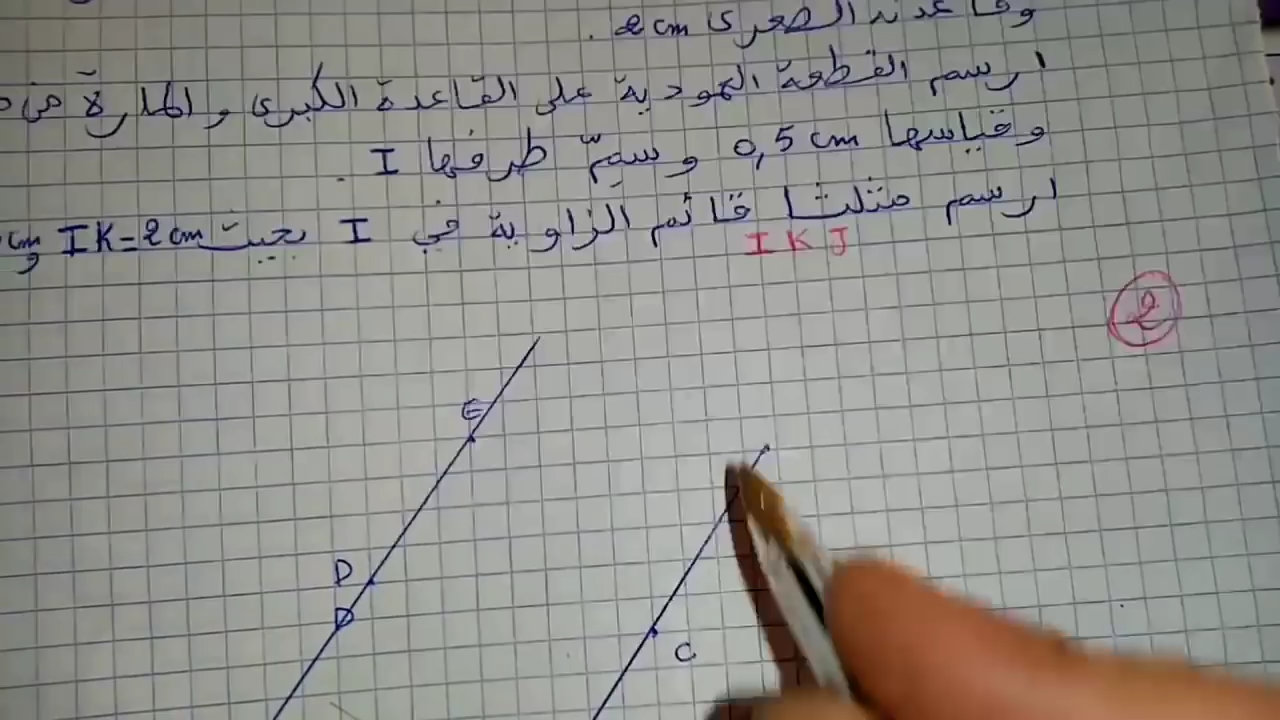 وقاعدته الصغرى 2cm .
ارسم القطعة العمودية على القاعدة الكبرى والمارة من
وقياسها 0,5 cm وسمّ طرفها I .
ارسم مثلثا قائم الزاوية في I بحيث IK=2cm و cm
I K J
2
E
D
C